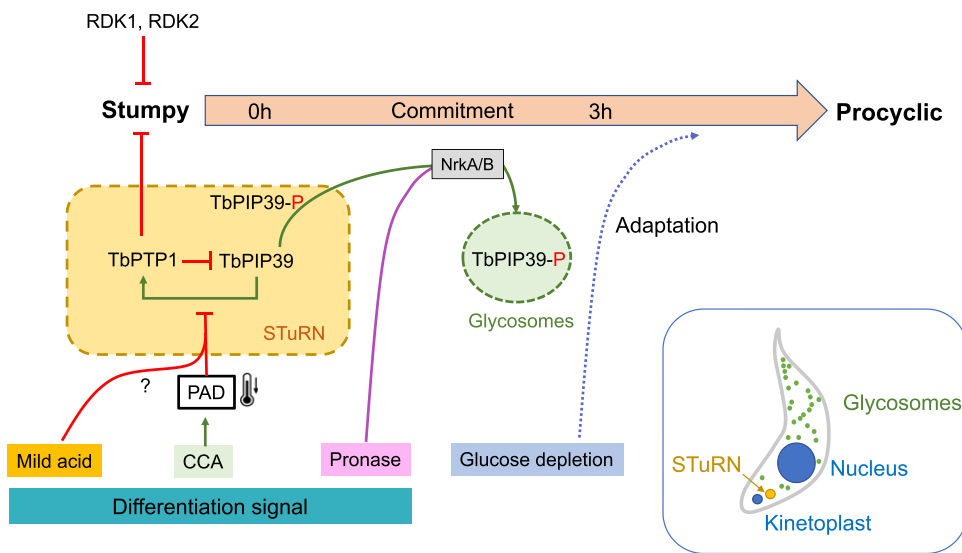 RDK1, RDK2
Stumpy
0h
Commitment
3h
Procyclic
NrkA/B
TbPIP39-P
Adaptation
TbPTP1
TbPIP39
TbPIP39-P
Glycosomes
STuRN
?
PAD
Mild acid
CCA
Pronase
Glucose depletion
Differentiation signal
Glycosomes
STuRN
Nucleus
Kinetoplast